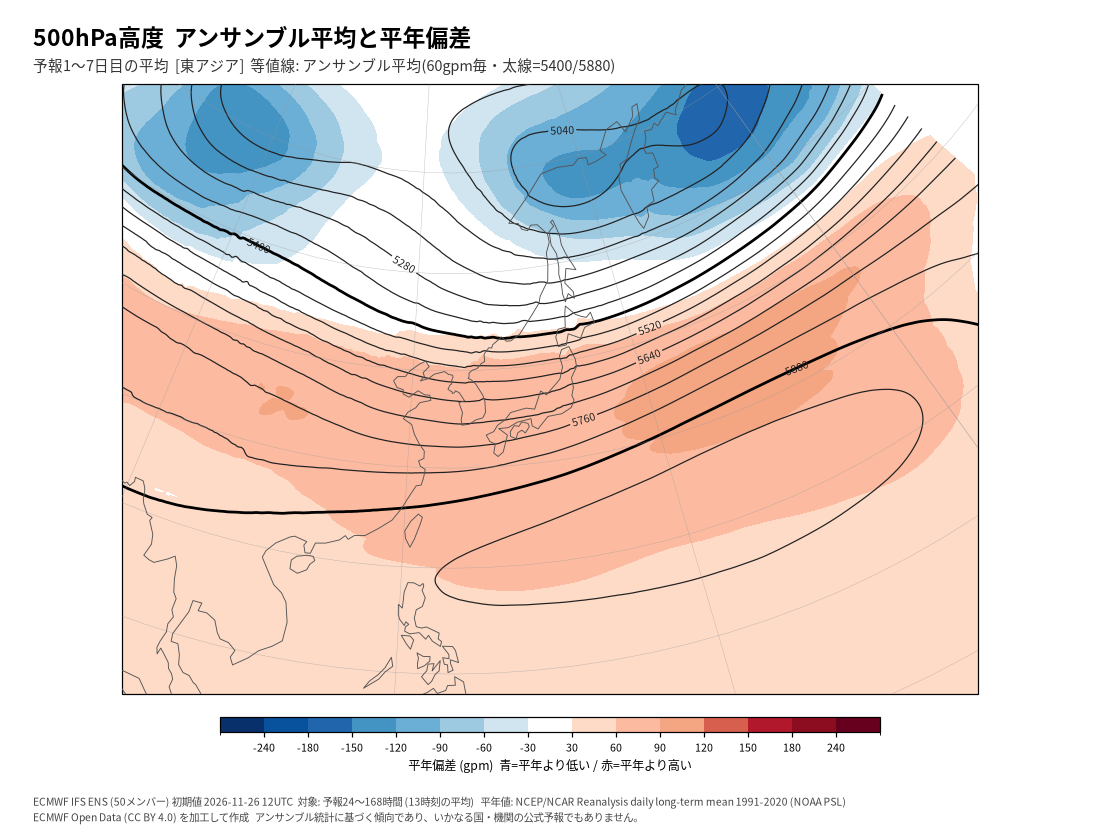 500hPa高度 アンサンブル平均と平年偏差
予報1〜7日目の平均 [東アジア] 等値線: アンサンブル平均(60gpm毎・太線=5400/5880)
5040
5400
5280
5520
5640
5880
5760
-240 -180 -150 -120 -90 -60 -30 30 60 90 120 150 180 240
平年偏差 (gpm) 青=平年より低い / 赤=平年より高い
ECMWF IFS ENS (50メンバー) 初期値 2026-11-26 12UTC 対象: 予報24〜168時間 (13時刻の平均) 平年値: NCEP/NCAR Reanalysis daily long-term mean 1991-2020 (NOAA PSL)
ECMWF Open Data (CC BY 4.0) を加工して作成 アンサンブル統計に基づく傾向であり、いかなる国・機関の公式予報でもありません。